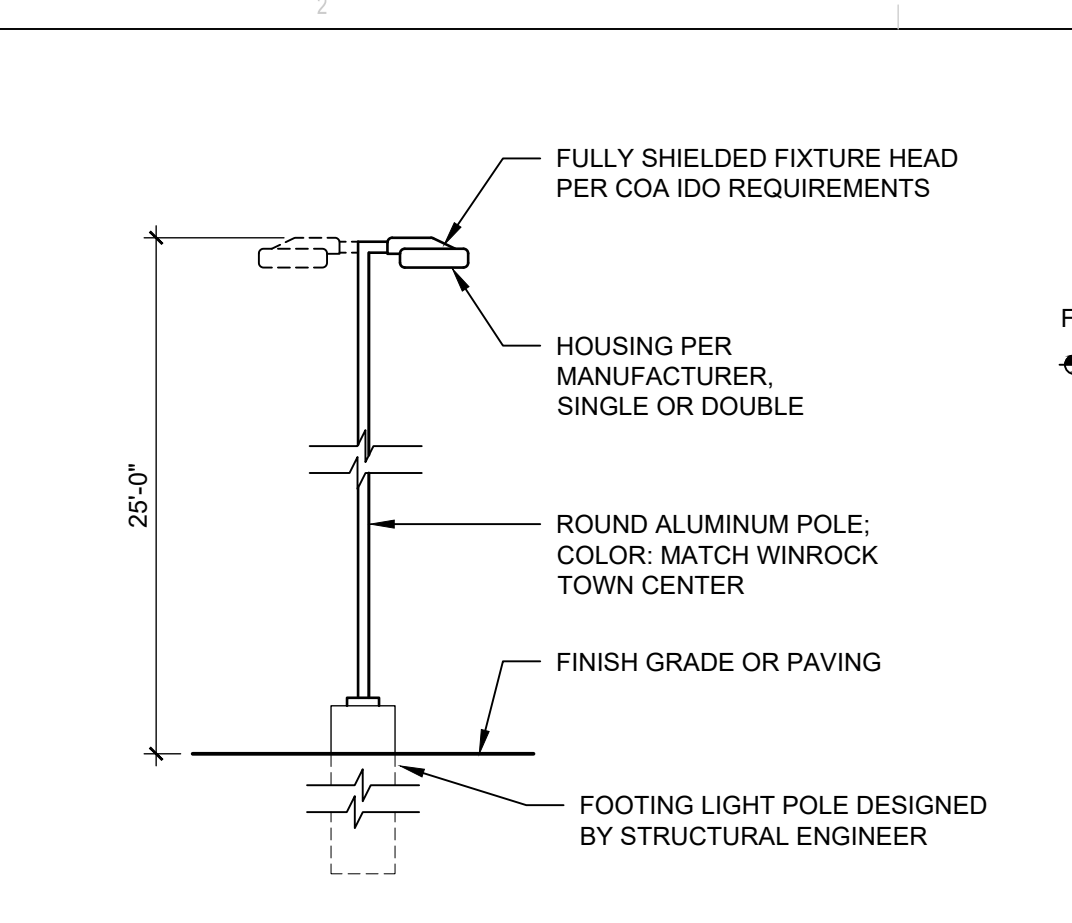 2
FULLY SHIELDED FIXTURE HEAD
PER COA IDO REQUIREMENTS
HOUSING PER
MANUFACTURER,
SINGLE OR DOUBLE
25'-0"
ROUND ALUMINUM POLE;
COLOR: MATCH WINROCK
TOWN CENTER
FINISH GRADE OR PAVING
FOOTING LIGHT POLE DESIGNED
BY STRUCTURAL ENGINEER